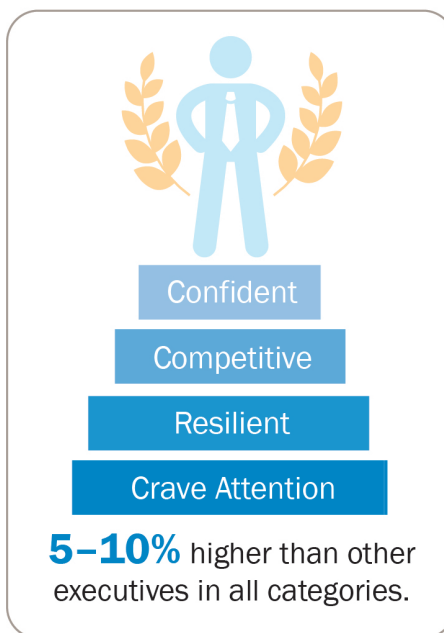 Confident
Competitive
Resilient
Crave Attention
5–10% higher than other
executives in all categories.